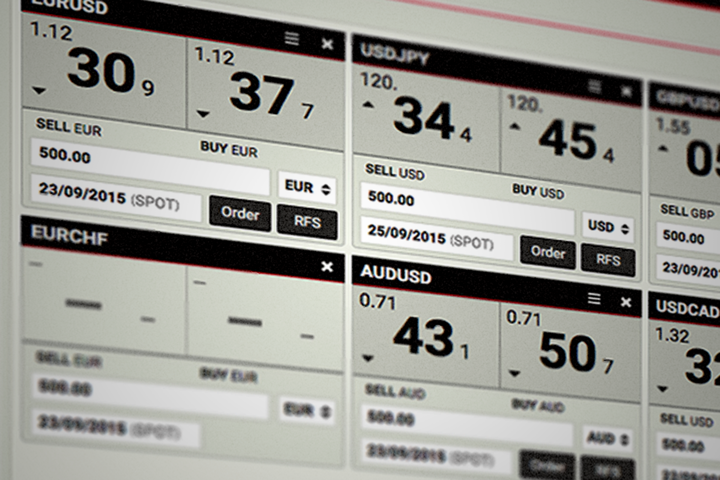 EURUSD
1.12 30 9 1.12 37 7
SELL EUR BUY EUR
500.00 EUR
23/09/2015 (SPOT) Order RFS
USDJPY
120. 34 4 120. 45 4
SELL USD BUY USD
500.00 USD
25/09/2015 (SPOT) Order RFS
GBPUSD
1.55 05
SELL GBP
500.00
23/09/201
EURCHF
SELL EUR BUY EUR
500.00 EUR
23/09/2015 (SPOT)
AUDUSD
0.71 43 1 0.71 50 7
SELL AUD BUY AUD
500.00 AUD
23/09/2015 (SPOT) Order RFS
USDCAD
1.32 32
SELL USD
500.00